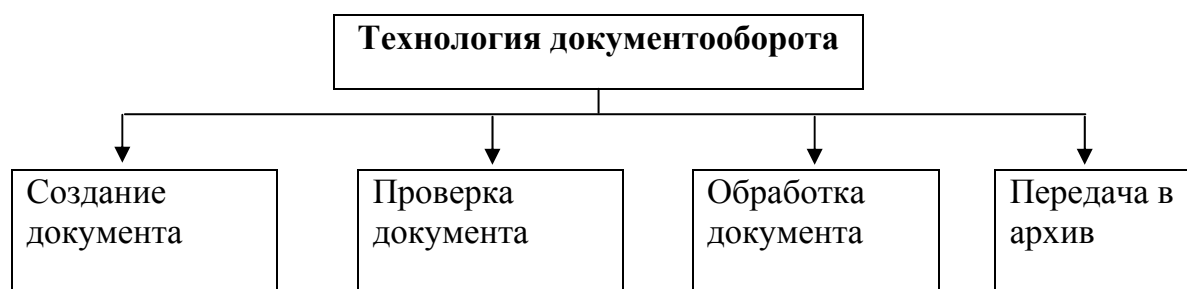 Технология документооборота
Создание
документа
Проверка
документа
Обработка
документа
Передача в
архив